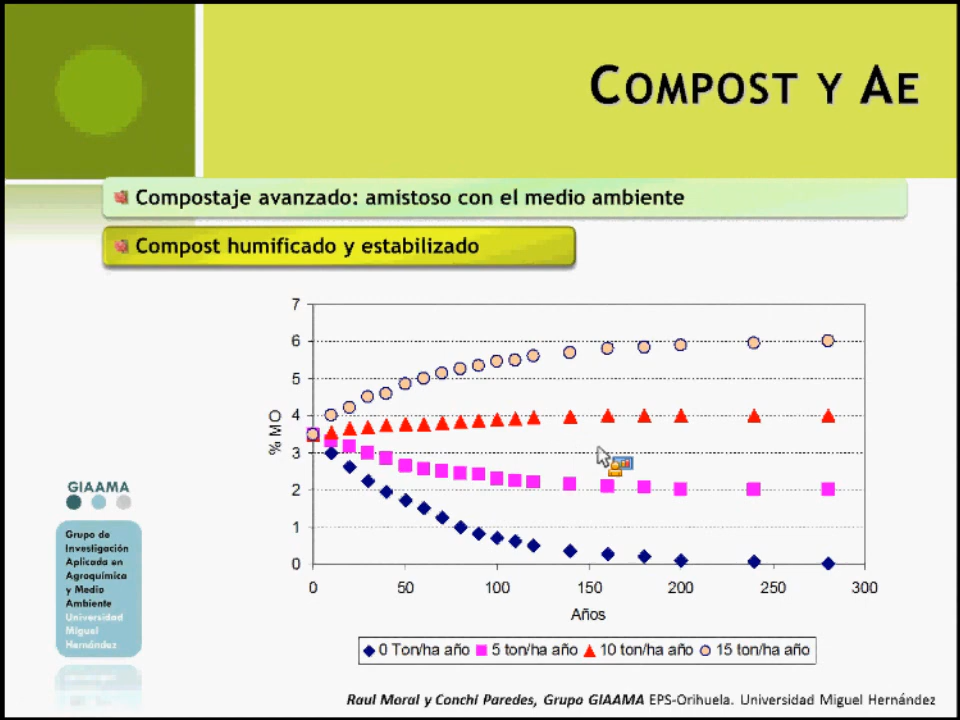 COMPOST Y AE
Compostaje avanzado: amistoso con el medio ambiente
Compost humificado y estabilizado
7
6
5
4
3
2
1
0
% MO
0 50 100 150 200 250 300
Años
0 Ton/ha año 5 ton/ha año 10 ton/ha año 15 ton/ha año
GIAAMA
Grupo de
Investigación
Aplicada en
Agroquímica
y Medio
Ambiente
Universidad
Miguel
Hernández
Raul Moral y Conchi Paredes, Grupo GIAAMA EPS-Orihuela. Universidad Miguel Hernández